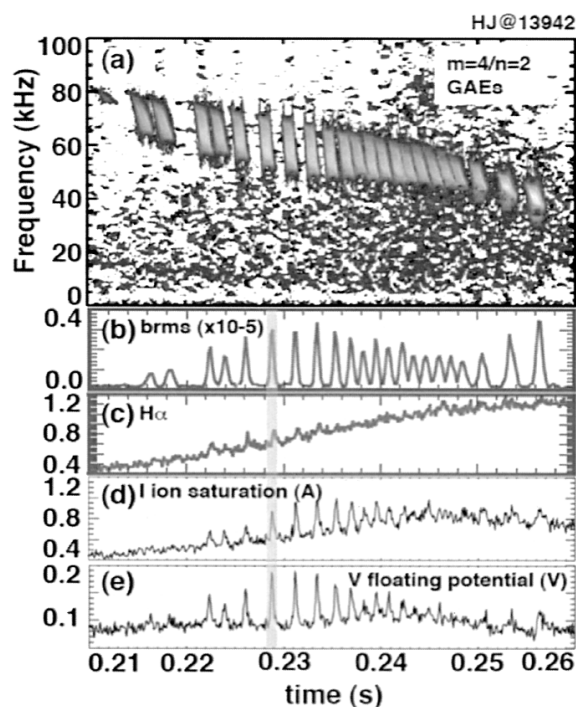 HJ@13942
100
(a)
m=4/n=2
GAEs
80
60
40
20
0
Frequency (kHz)
0.4
(b) brms (x10-5)
0.0
1.2
(c) Hα
0.8
0.4
1.2
(d) I ion saturation (A)
0.8
0.4
0.2
(e)
V floating potential (V)
0.1
0.21 0.22 0.23 0.24 0.25 0.26
time (s)